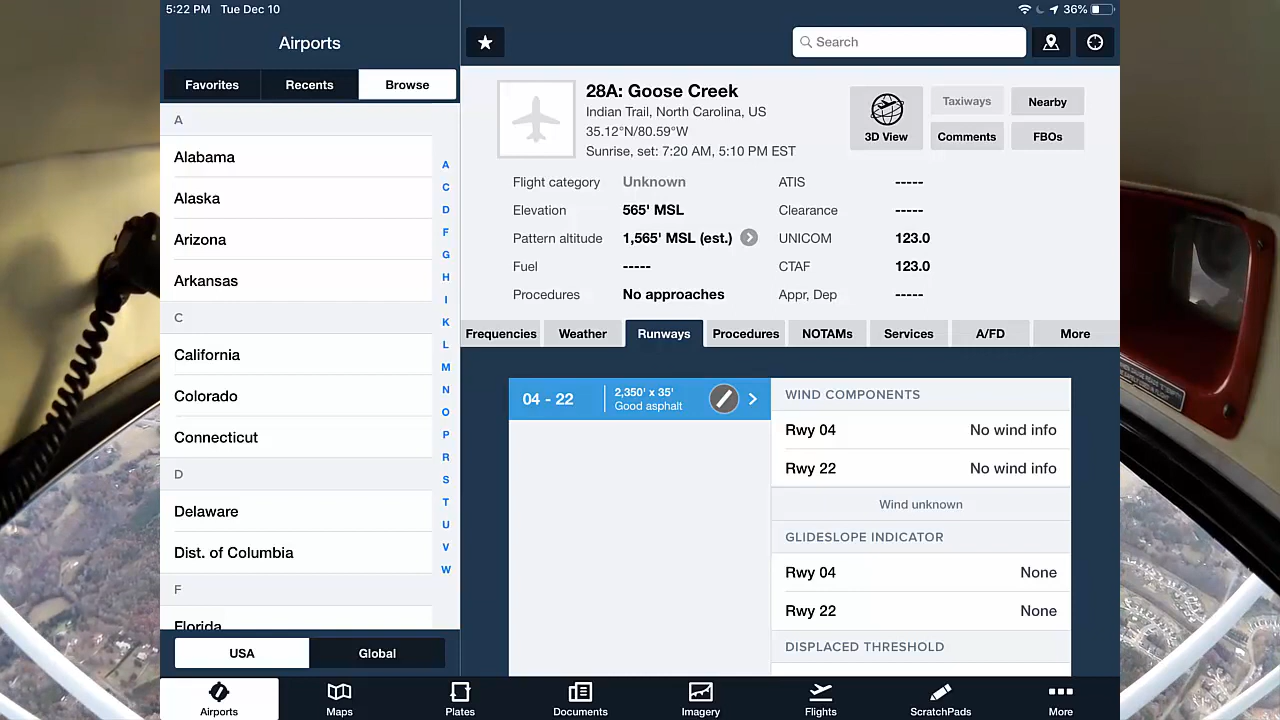 5:22 PM Tue Dec 10
36%
Airports
Favorites Recents Browse
A
Alabama
Alaska
Arizona
Arkansas
C
California
Colorado
Connecticut
D
Delaware
Dist. of Columbia
F
Florida
A
C
D
F
G
H
I
K
L
M
N
O
P
R
S
T
U
V
W
USA Global
Search
28A: Goose Creek
Indian Trail, North Carolina, US
35.12°N/80.59°W
Sunrise, set: 7:20 AM, 5:10 PM EST
3D View
Taxiways Nearby
Comments FBOs
Flight category Unknown ATIS -----
Elevation 565' MSL Clearance -----
Pattern altitude 1,565' MSL (est.) UNICOM 123.0
Fuel ----- CTAF 123.0
Procedures No approaches Appr, Dep -----
Frequencies Weather Runways Procedures NOTAMs Services A/FD More
04 - 22
2,350' x 35'
Good asphalt
WIND COMPONENTS
Rwy 04 No wind info
Rwy 22 No wind info
Wind unknown
GLIDESLOPE INDICATOR
Rwy 04 None
Rwy 22 None
DISPLACED THRESHOLD
Airports Maps Plates Documents Imagery Flights ScratchPads More